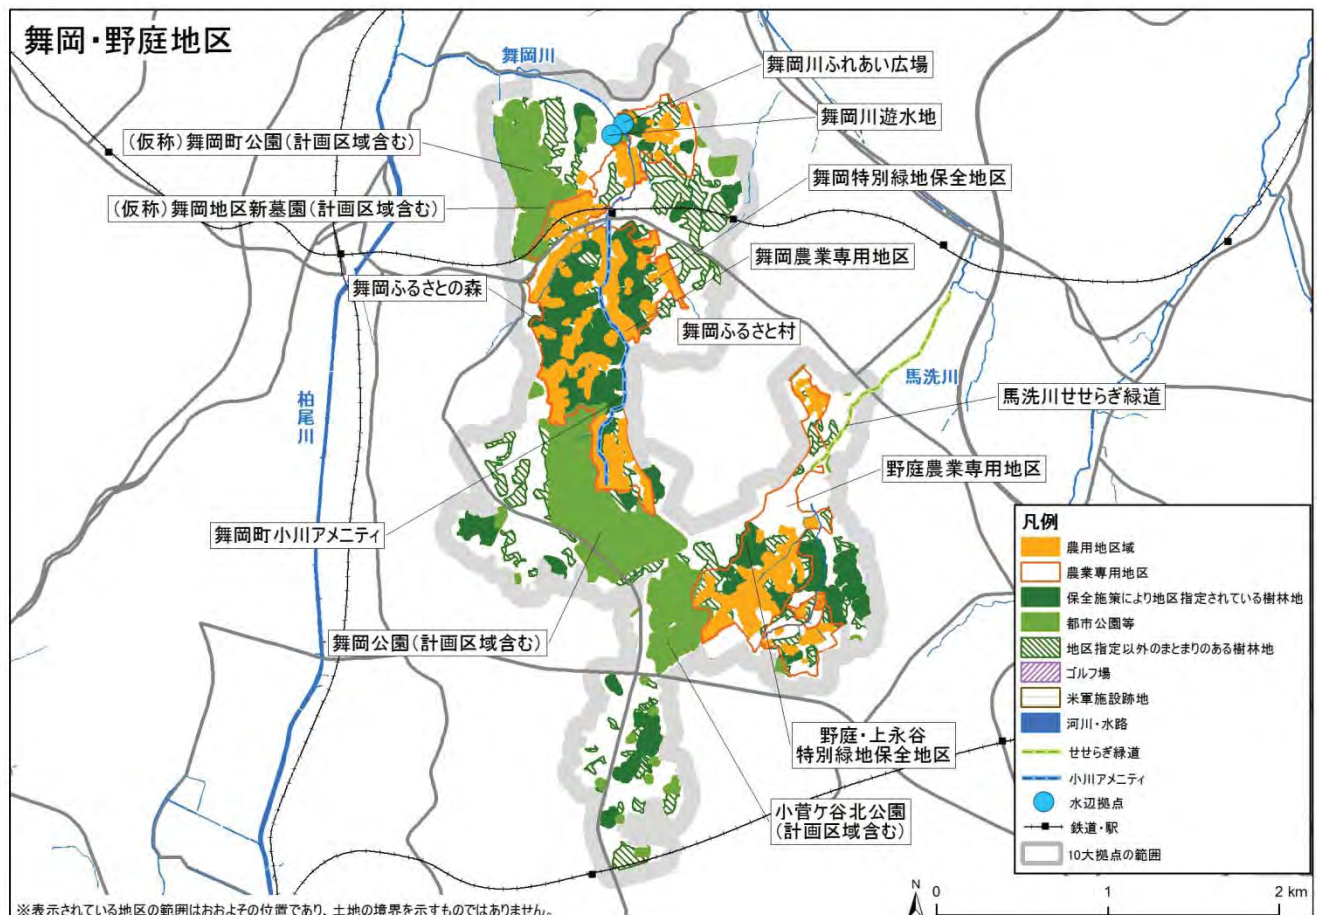 舞岡・野庭地区
舞岡川
舞岡川ふれあい広場
舞岡川遊水地
(仮称)舞岡町公園(計画区域含む)
舞岡特別緑地保全地区
(仮称)舞岡地区新墓園(計画区域含む)
舞岡農業専用地区
舞岡ふるさとの森
舞岡ふるさと村
馬洗川
柏尾川
馬洗川せせらぎ緑道
野庭農業専用地区
舞岡町小川アメニティ
舞岡公園(計画区域含む)
野庭・上永谷
特別緑地保全地区
小菅ケ谷北公園
(計画区域含む)
凡例
農用地区域
農業専用地区
保全施策により地区指定されている樹林地
都市公園等
地区指定以外のまとまりのある樹林地
ゴルフ場
米軍施設跡地
河川・水路
せせらぎ緑道
小川アメニティ
水辺拠点
鉄道・駅
10大拠点の範囲
N
0 1 2 km
※表示されている地区の範囲はおおよその位置であり、土地の境界を示すものではありません。